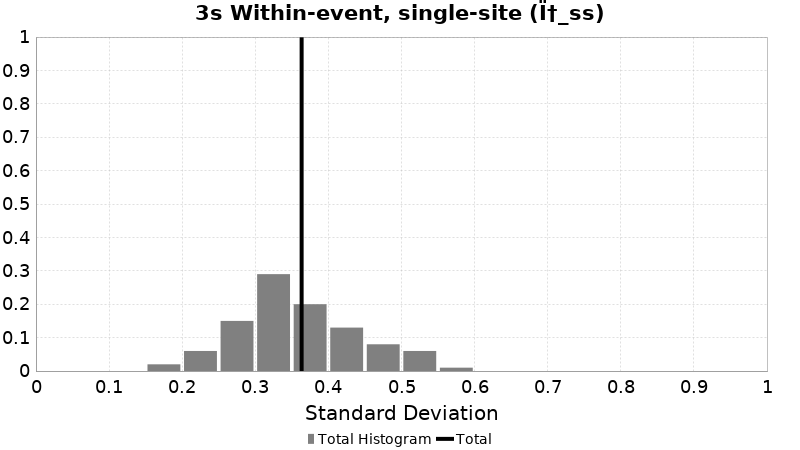 3s Within-event, single-site (Ï†_ss)
1
0.9
0.8
0.7
0.6
0.5
0.4
0.3
0.2
0.1
0
0 0.1 0.2 0.3 0.4 0.5 0.6 0.7 0.8 0.9 1
Standard Deviation
Total Histogram Total